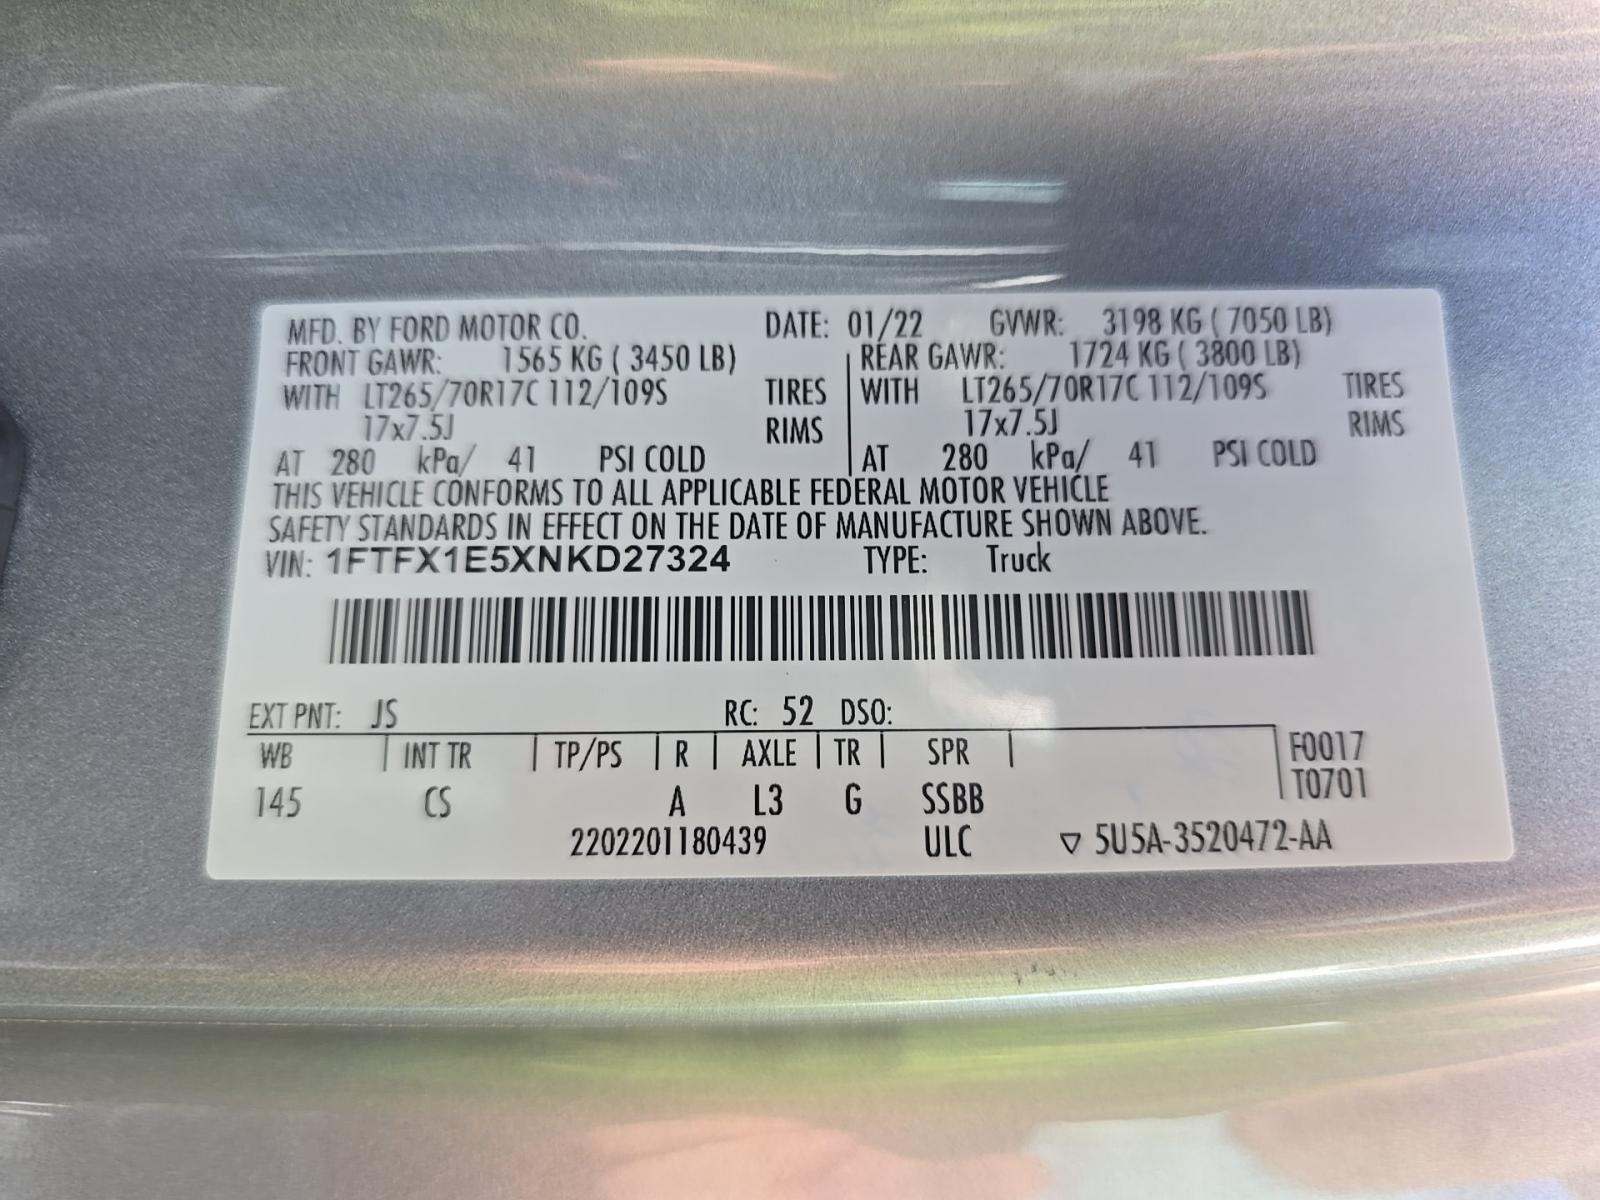 MFD. BY FORD MOTOR CO. DATE: 01/22 GVWR: 3198 KG ( 7050 LB)
FRONT GAWR: 1565 KG ( 3450 LB) REAR GAWR: 1724 KG ( 3800 LB)
WITH LT265/70R17C 112/109S TIRES WITH LT265/70R17C 112/109S TIRES
17x7.5J RIMS 17x7.5J RIMS
AT 280 kPa/ 41 PSI COLD AT 280 kPa/ 41 PSI COLD
THIS VEHICLE CONFORMS TO ALL APPLICABLE FEDERAL MOTOR VEHICLE
SAFETY STANDARDS IN EFFECT ON THE DATE OF MANUFACTURE SHOWN ABOVE.
VIN: 1FTFX1E5XNKD27324 TYPE: Truck
EXT PNT: JS RC: 52 DSO:
WB INT TR TP/PS R AXLE TR SPR F0017
T0701
145 CS A L3 G SSBB
2202201180439 ULC ▽ 5U5A-3520472-AA